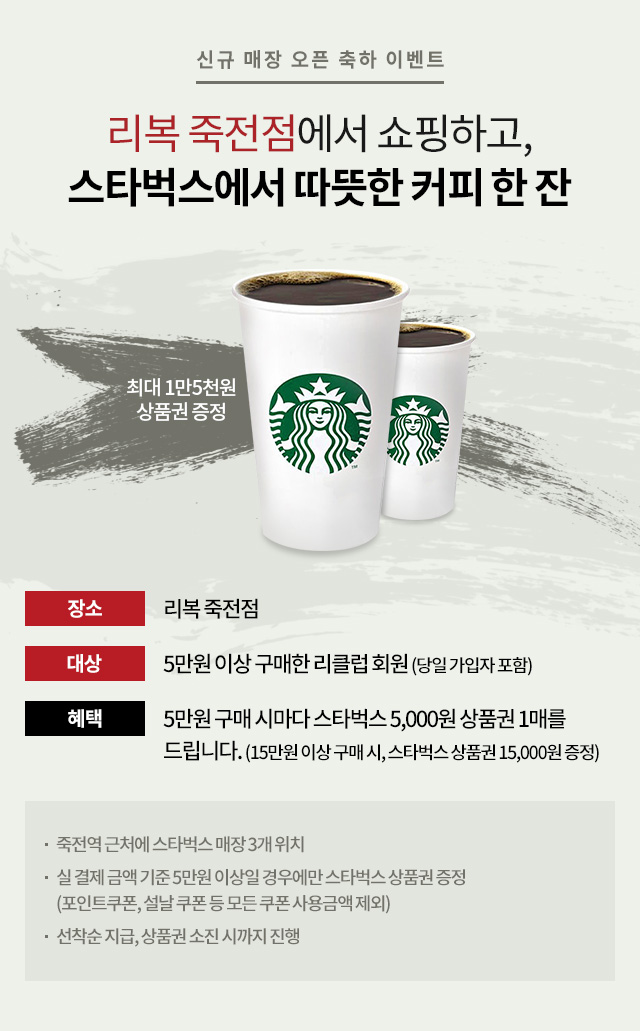 신규 매장 오픈 축하 이벤트
리복 죽전점에서 쇼핑하고,
스타벅스에서 따뜻한 커피 한 잔
최대 1만5천원
상품권 증정
장소 리복 죽전점
대상 5만원 이상 구매한 리클럽 회원 (당일 가입자 포함)
혜택 5만원 구매 시마다 스타벅스 5,000원 상품권 1매를
드립니다. (15만원 이상 구매 시, 스타벅스 상품권 15,000원 증정)
· 죽전역 근처에 스타벅스 매장 3개 위치
· 실 결제 금액 기준 5만원 이상일 경우에만 스타벅스 상품권 증정
(포인트쿠폰, 설날 쿠폰 등 모든 쿠폰 사용금액 제외)
· 선착순 지급, 상품권 소진 시까지 진행